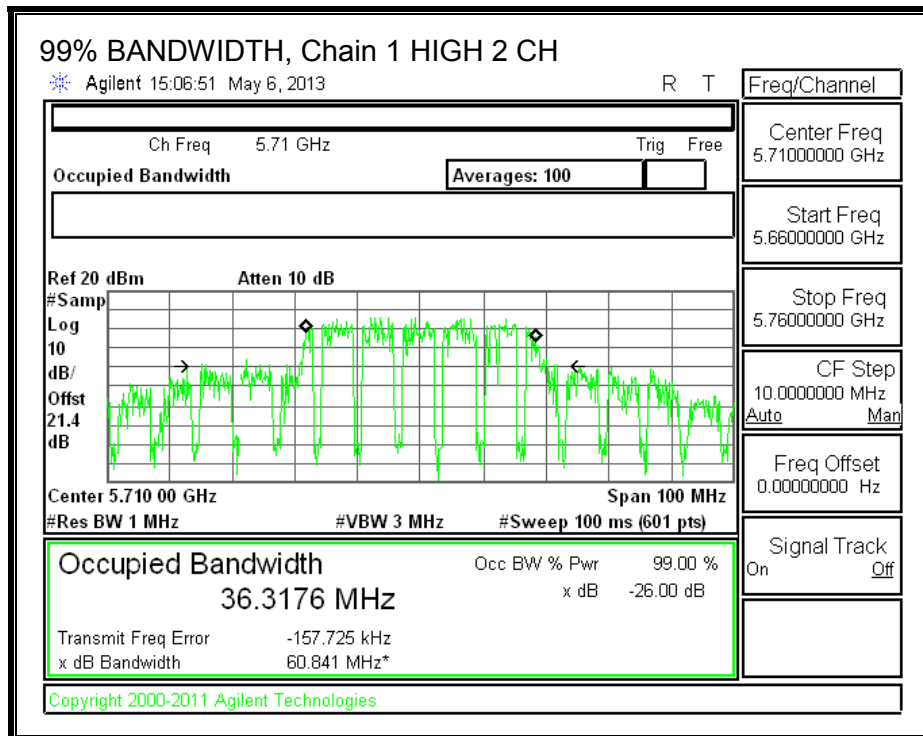 99% BANDWIDTH, Chain 1 HIGH 2 CH
Agilent 15:06:51 May 6, 2013 R T
Ch Freq 5.71 GHz Trig Free
Occupied Bandwidth Averages: 100
Ref 20 dBm Atten 10 dB
#Samp
Log
10
dB/
Offst
21.4
dB
Center 5.710 00 GHz Span 100 MHz
#Res BW 1 MHz #VBW 3 MHz #Sweep 100 ms (601 pts)
Occupied Bandwidth Occ BW % Pwr 99.00 %
36.3176 MHz x dB -26.00 dB
Transmit Freq Error -157.725 kHz
x dB Bandwidth 60.841 MHz*
Copyright 2000-2011 Agilent Technologies
Freq/Channel
Center Freq
5.71000000 GHz
Start Freq
5.66000000 GHz
Stop Freq
5.76000000 GHz
CF Step
10.0000000 MHz
Auto Man
Freq Offset
0.00000000 Hz
Signal Track
On Off